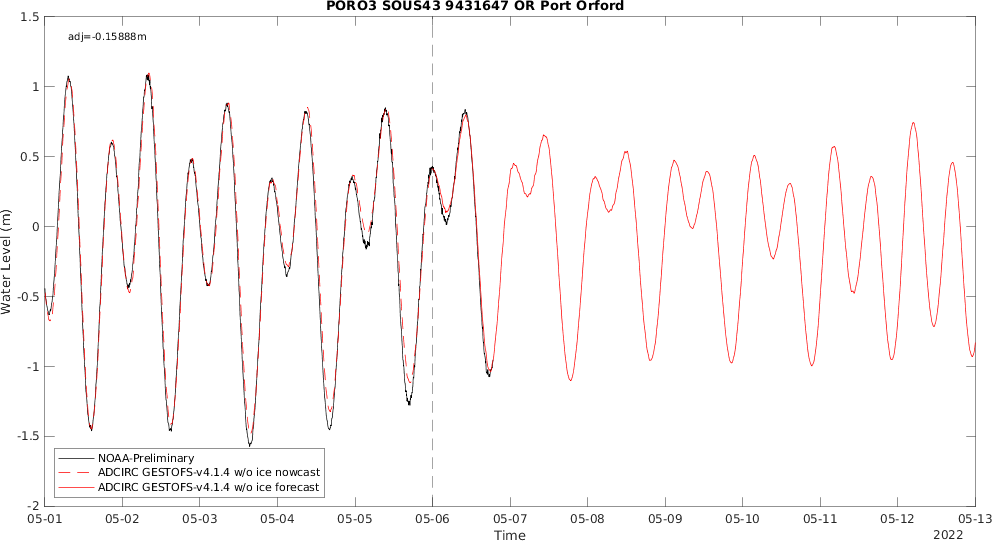 PORO3 SOUS43 9431647 OR Port Orford
adj=-0.15888m
1.5
1
0.5
0
-0.5
-1
-1.5
-2
Water Level (m)
NOAA-Preliminary
ADCIRC GESTOFS-v4.1.4 w/o ice nowcast
ADCIRC GESTOFS-v4.1.4 w/o ice forecast
05-01 05-02 05-03 05-04 05-05 05-06 05-07 05-08 05-09 05-10 05-11 05-12 05-13
Time
2022